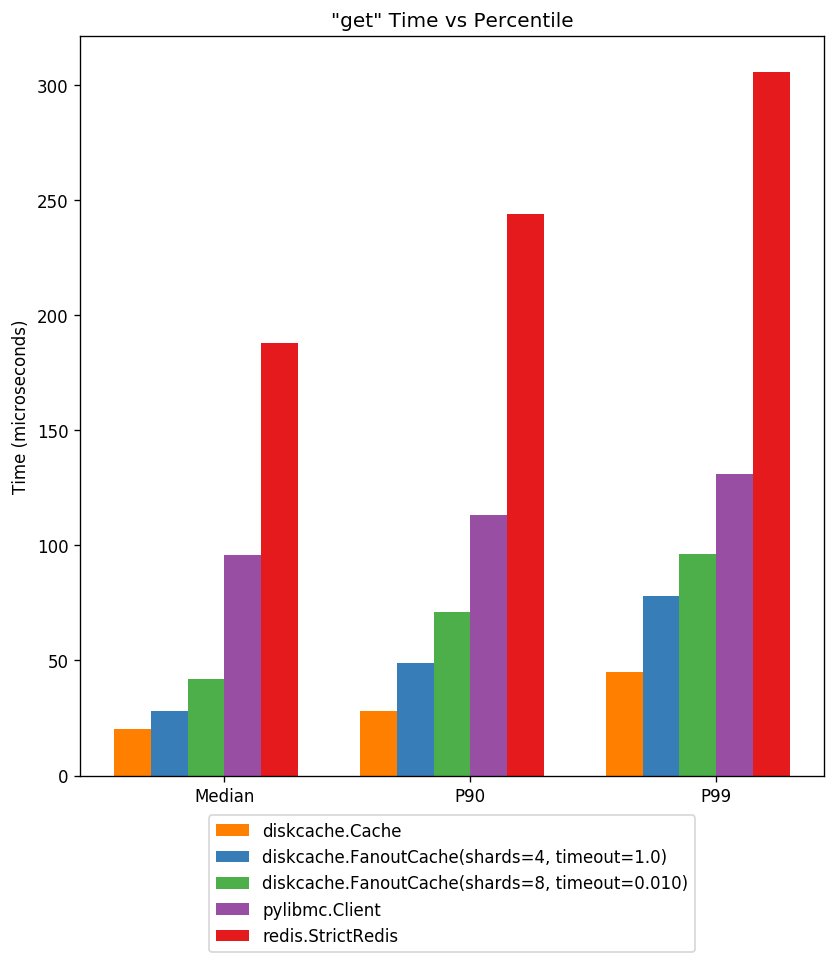 "get" Time vs Percentile
Time (microseconds)
300
250
200
150
100
50
0
Median P90 P99
diskcache.Cache
diskcache.FanoutCache(shards=4, timeout=1.0)
diskcache.FanoutCache(shards=8, timeout=0.010)
pylibmc.Client
redis.StrictRedis